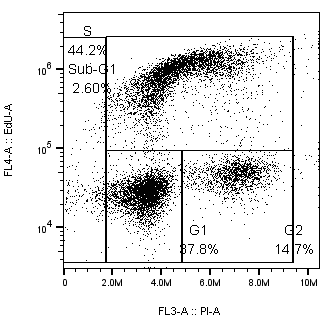 S
44.2%
Sub-G1
2.60%
10^6
10^5
10^4
FL4-A :: EdU-A
G1
37.8%
G2
14.7%
0
2.0M
4.0M
6.0M
8.0M
10.0M
FL3-A :: PI-A